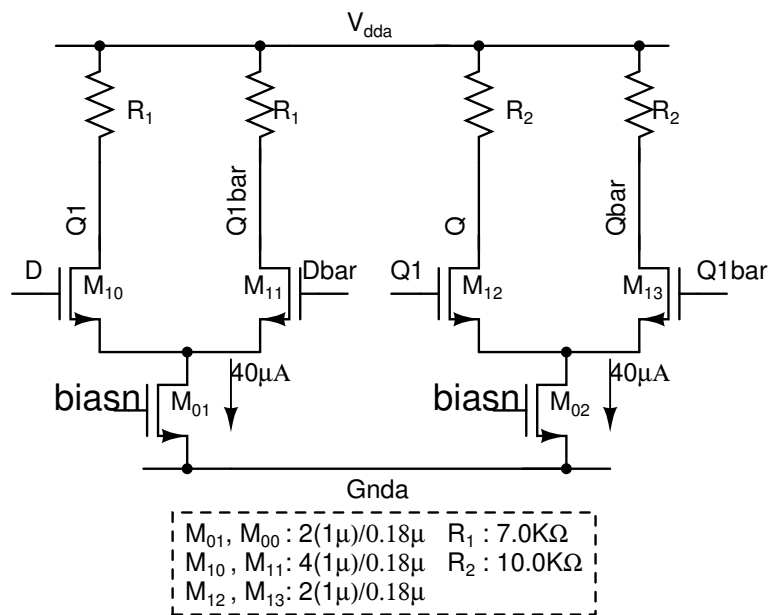 V_dda
R_1
R_1
R_2
R_2
Q1
Q1bar
Q
Qbar
D
M_10
M_11
Dbar
Q1
M_12
M_13
Q1bar
biasn
M_01
40μA
biasn
M_02
40μA
Gnda
M_01, M_00 : 2(1μ)/0.18μ R_1 : 7.0KΩ
M_10 , M_11: 4(1μ)/0.18μ R_2 : 10.0KΩ
M_12 , M_13: 2(1μ)/0.18μ